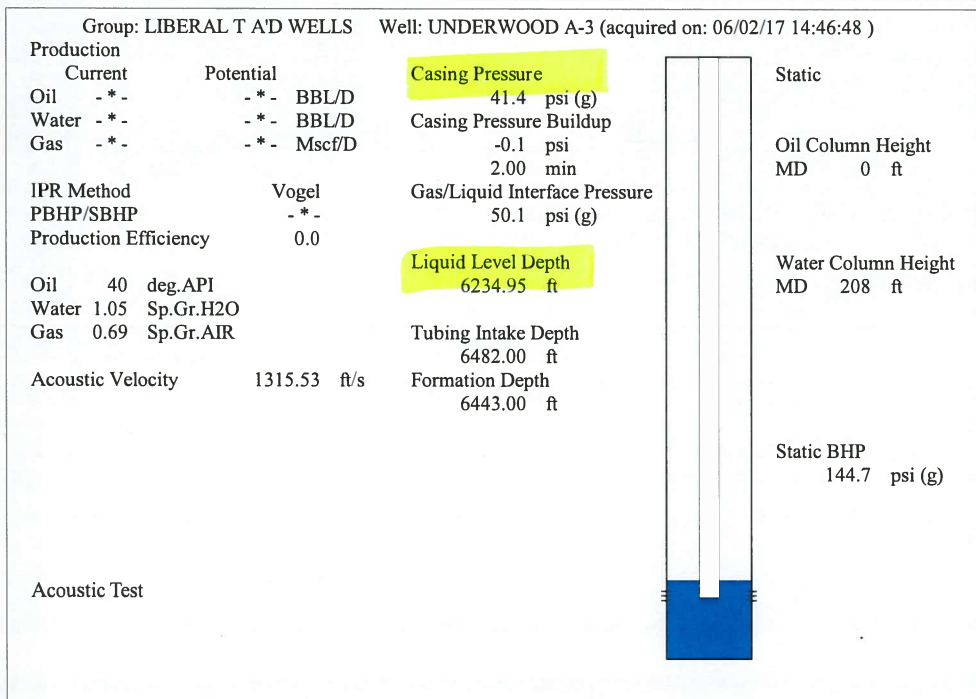 Group: LIBERAL T A'D WELLS Well: UNDERWOOD A-3 (acquired on: 06/02/17 14:46:48 )
Production
Current Potential
Oil - * - - * - BBL/D
Water - * - - * - BBL/D
Gas - * - - * - Mscf/D
IPR Method Vogel
PBHP/SBHP - * -
Production Efficiency 0.0
Oil 40 deg.API
Water 1.05 Sp.Gr.H2O
Gas 0.69 Sp.Gr.AIR
Acoustic Velocity 1315.53 ft/s
Acoustic Test
Casing Pressure
41.4 psi (g)
Casing Pressure Buildup
-0.1 psi
2.00 min
Gas/Liquid Interface Pressure
50.1 psi (g)
Liquid Level Depth
6234.95 ft
Tubing Intake Depth
6482.00 ft
Formation Depth
6443.00 ft
Static
Oil Column Height
MD 0 ft
Water Column Height
MD 208 ft
Static BHP
144.7 psi (g)